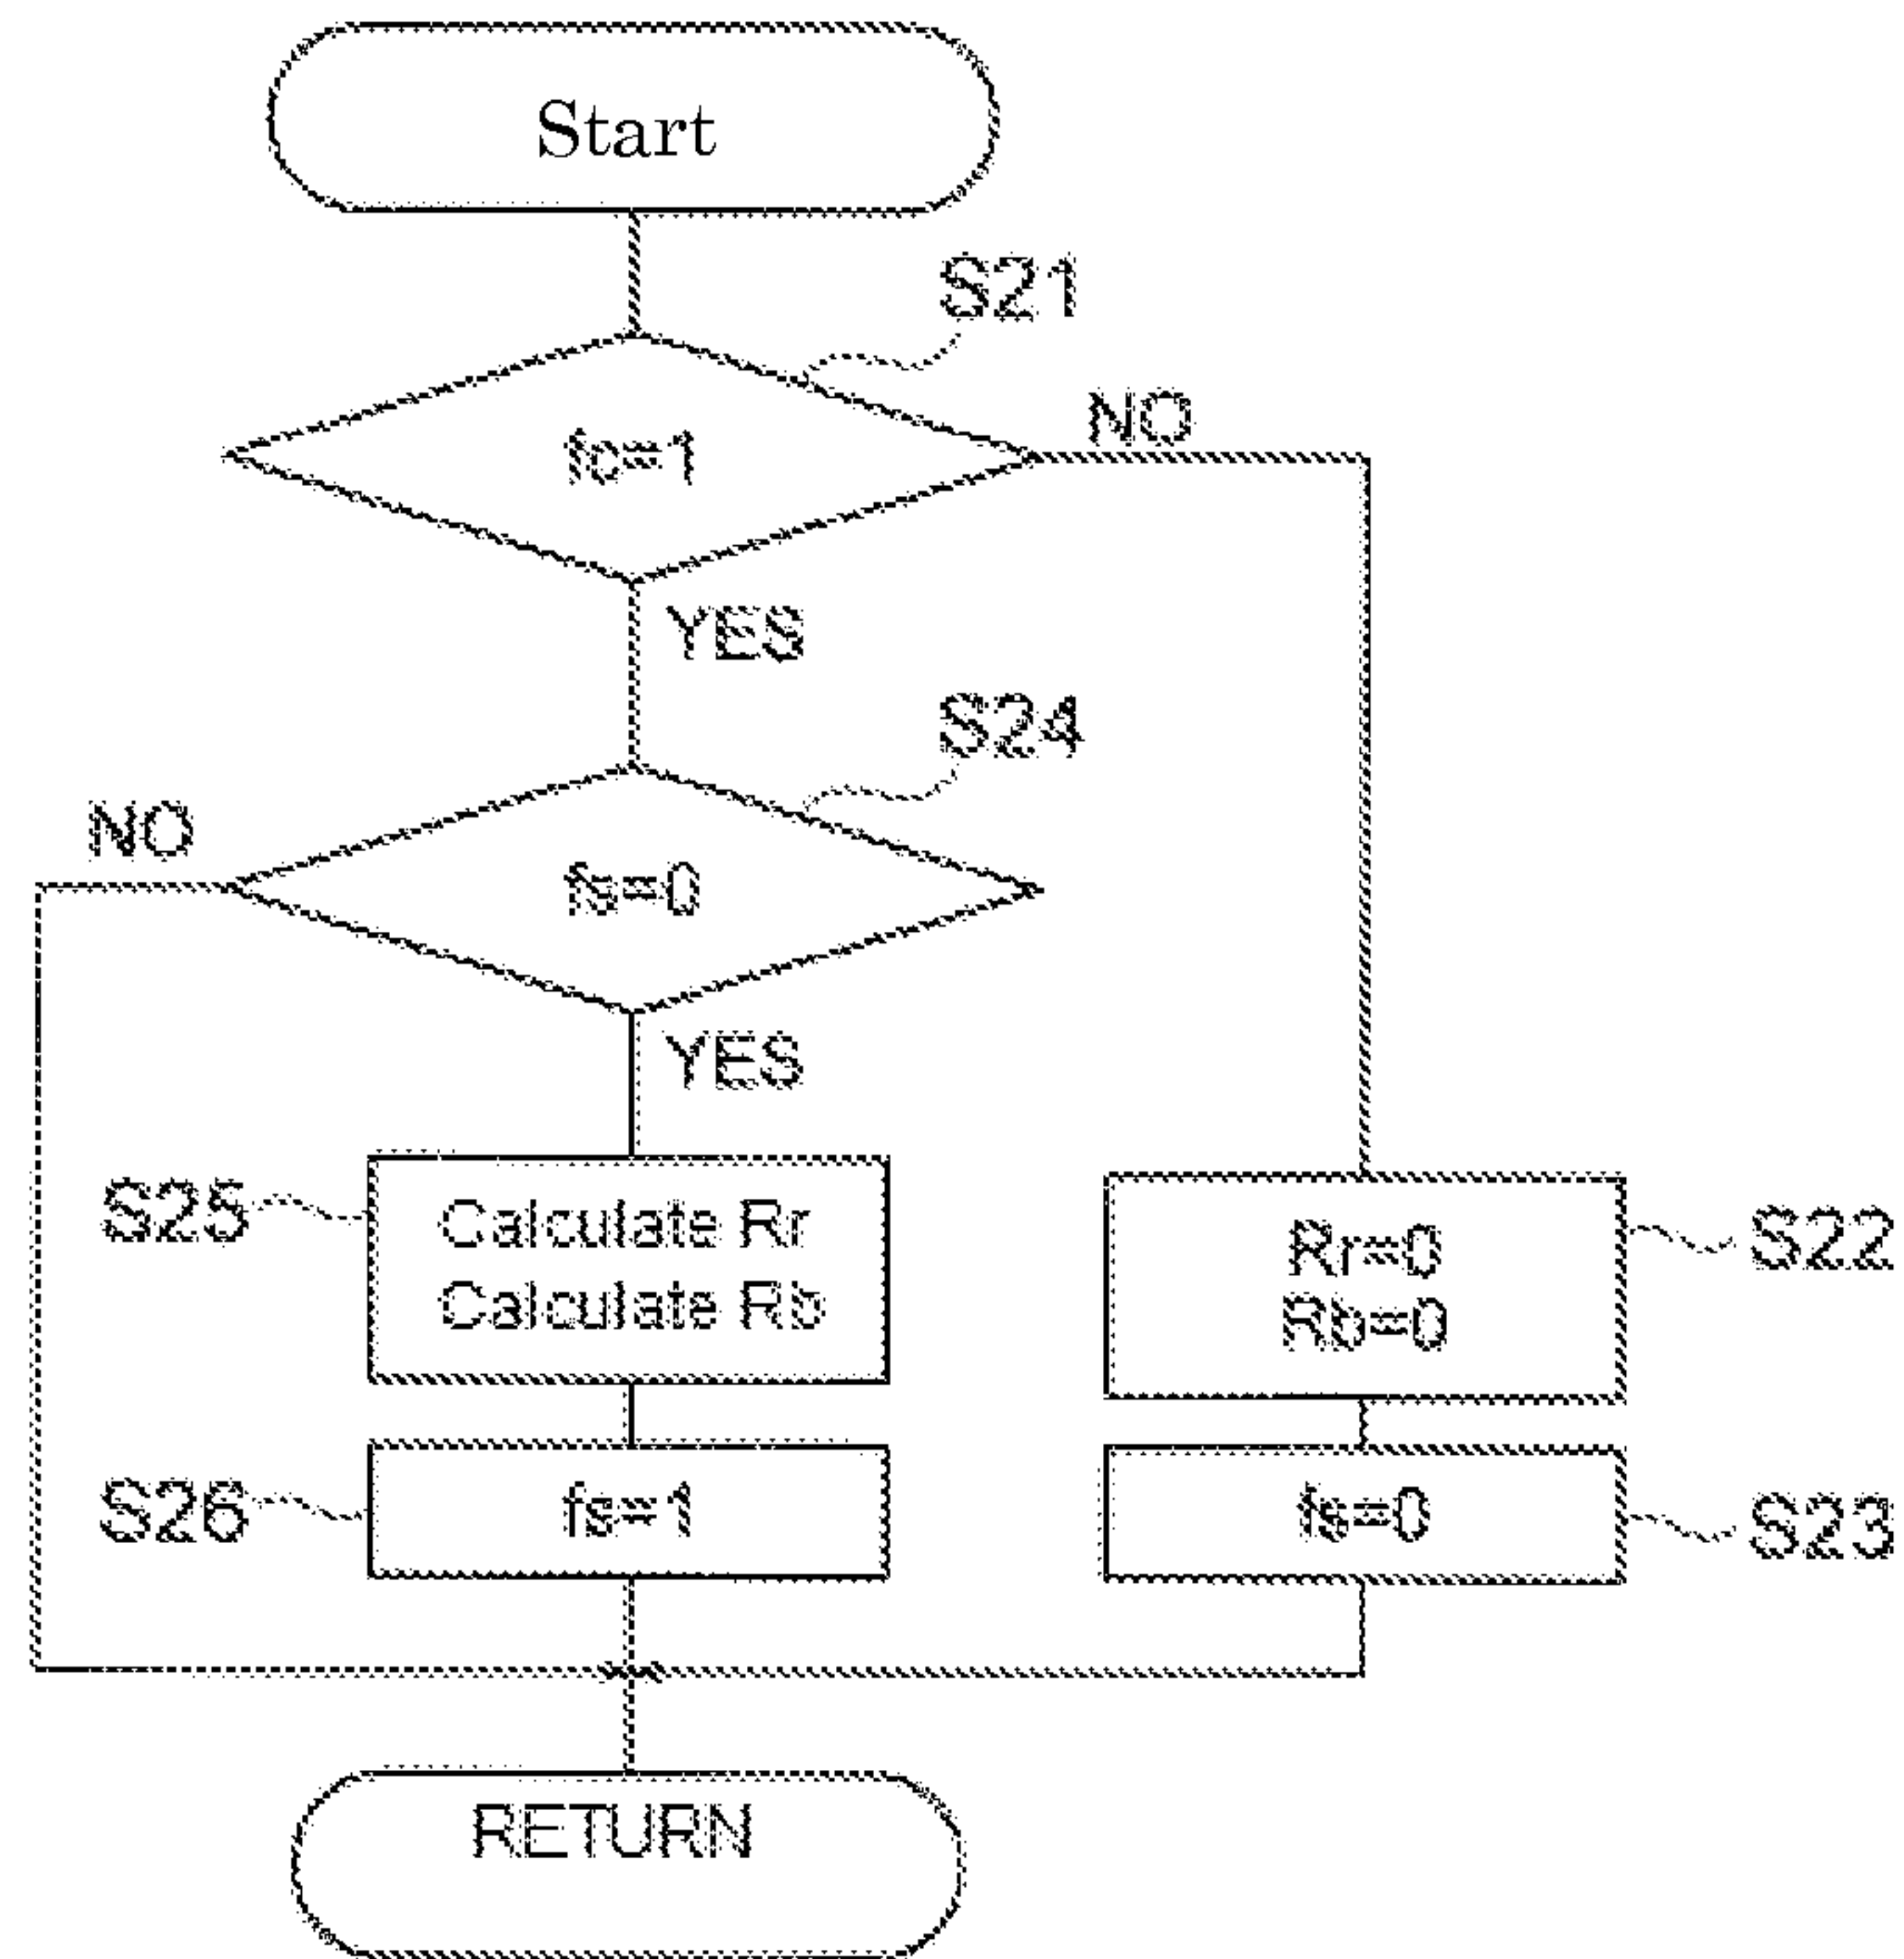 Start
S21
fc=1
NO
YES
S24
NO
fs=0
YES
S25
Calculate Rr
Calculate Rb
Rr=0
Rb=0
S22
S26
fs=1
fs=0
S23
RETURN